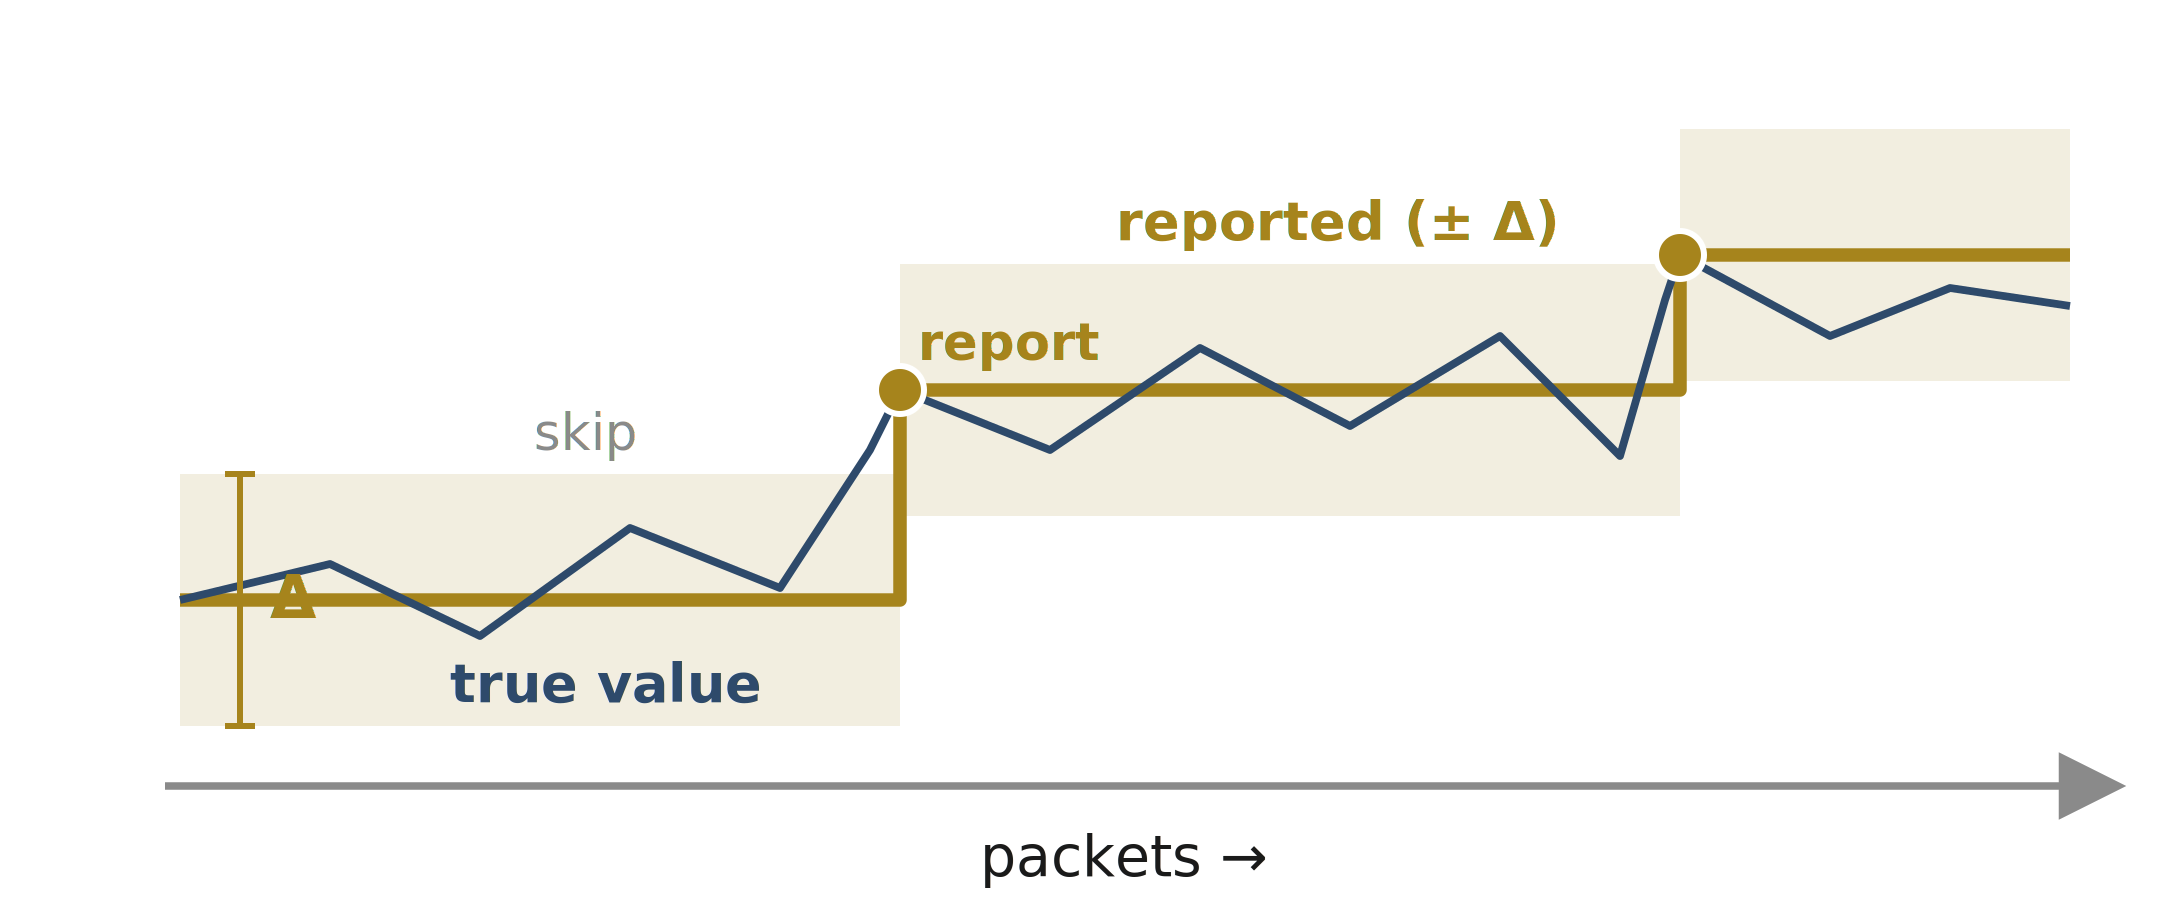 reported (± Δ)
report
skip
Δ
true value
packets →